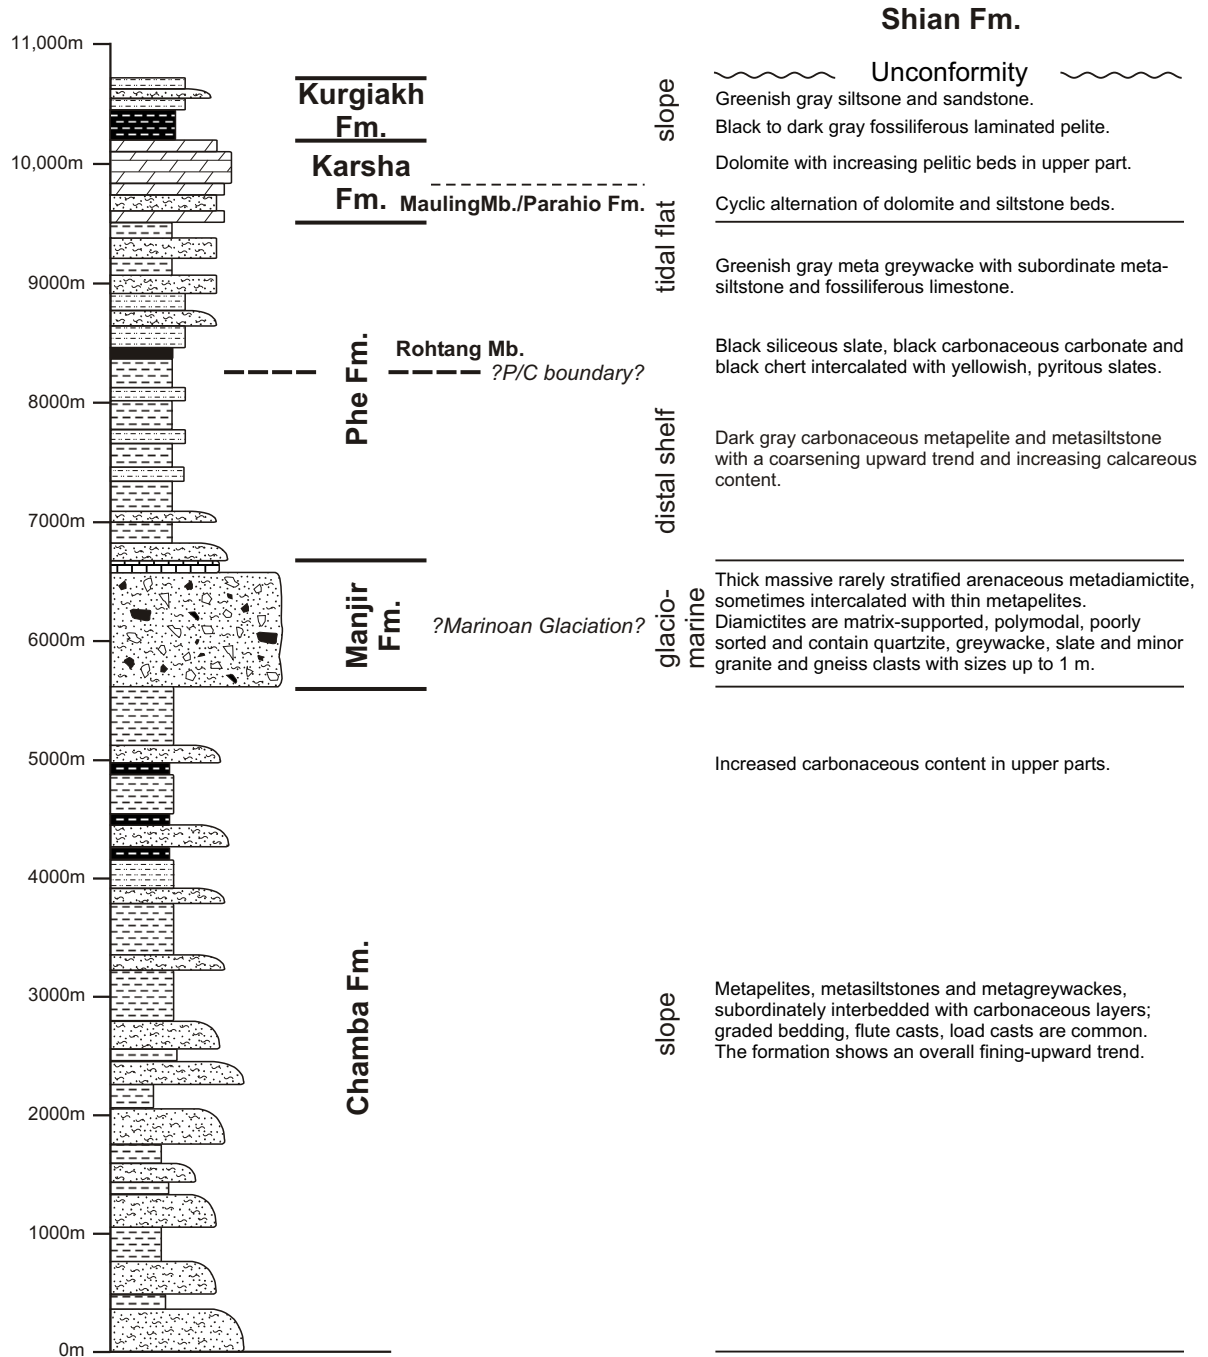 Shian Fm.
11,000m
Unconformity
Kurgiakh
Fm.
slope
Greenish gray siltsone and sandstone.
Black to dark gray fossiliferous laminated pelite.
10,000m
Karsha
Fm.
Dolomite with increasing pelitic beds in upper part.
MaulingMb./Parahio Fm.
Cyclic alternation of dolomite and siltstone beds.
tidal flat
9000m
Greenish gray meta greywacke with subordinate meta-
siltstone and fossiliferous limestone.
Phe Fm.
Rohtang Mb.
?P/C boundary?
Black siliceous slate, black carbonaceous carbonate and
black chert intercalated with yellowish, pyritous slates.
8000m
distal shelf
Dark gray carbonaceous metapelite and metasiltstone
with a coarsening upward trend and increasing calcareous
content.
7000m
Manjir
Fm.
?Marinoan Glaciation?
glacio-
marine
Thick massive rarely stratified arenaceous metadiamictite,
sometimes intercalated with thin metapelites.
Diamictites are matrix-supported, polymodal, poorly
sorted and contain quartzite, greywacke, slate and minor
granite and gneiss clasts with sizes up to 1 m.
6000m
5000m
Increased carbonaceous content in upper parts.
4000m
Chamba Fm.
3000m
slope
Metapelites, metasiltstones and metagreywackes,
subordinately interbedded with carbonaceous layers;
graded bedding, flute casts, load casts are common.
The formation shows an overall fining-upward trend.
2000m
1000m
0m